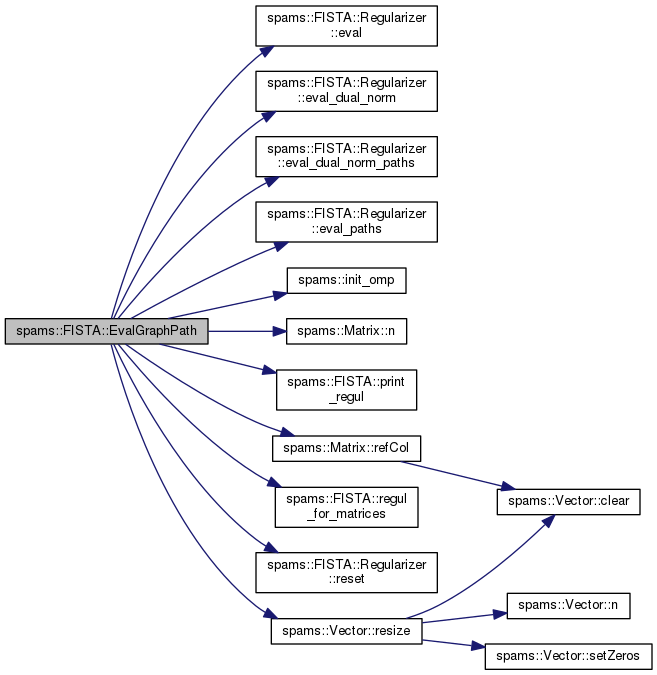 spams::FISTA::EvalGraphPath
spams::FISTA::Regularizer
::eval
spams::FISTA::Regularizer
::eval_dual_norm
spams::FISTA::Regularizer
::eval_dual_norm_paths
spams::FISTA::Regularizer
::eval_paths
spams::init_omp
spams::Matrix::n
spams::FISTA::print
_regul
spams::Matrix::refCol
spams::FISTA::regul
_for_matrices
spams::FISTA::Regularizer
::reset
spams::Vector::resize
spams::Vector::clear
spams::Vector::n
spams::Vector::setZeros